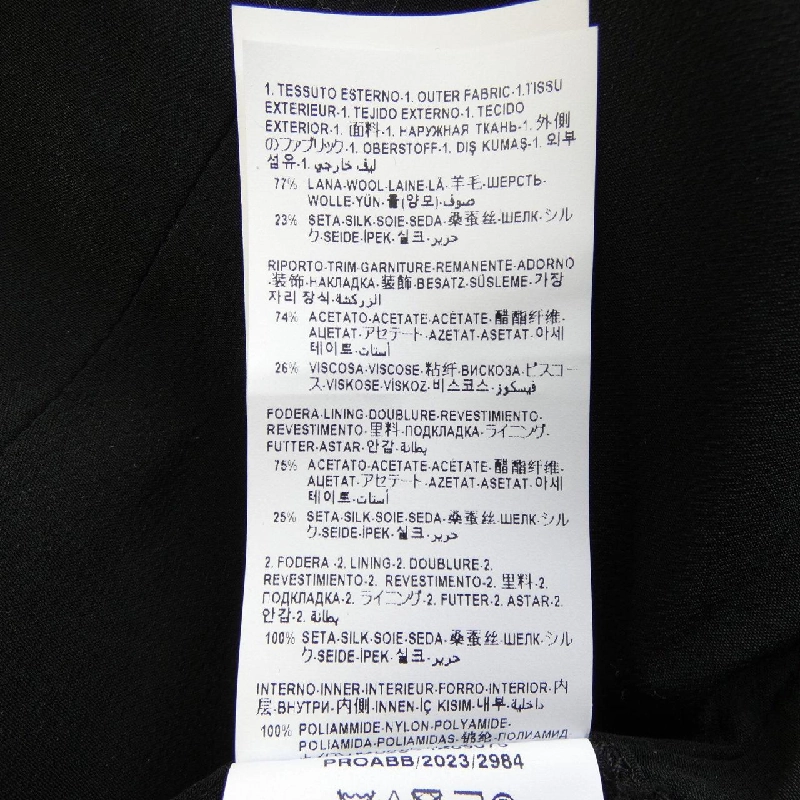 1. TESSUTO ESTERNO-1. OUTER FABRIC-1.TISSU
EXTERIEUR-1. TEJIDO EXTERNO-1. TECIDO
EXTERIOR-1. 面料-1. НАРУЖНАЯ ТКАНЬ-1. 外側
のファブリック-1. OBERSTOFF-1. DIŞ KUMAŞ-1. 외부
섬유-1. ليف خارجي
77% LANA-WOOL-LAINE-LÃ-羊毛-ШЕРСТЬ-
WOLLE-YÜN-울(양모)-صوف
23% SETA-SILK-SOIE-SEDA-桑蚕丝-ШЕЛК-シル
ク-SEIDE-İPEK-실크-حرير
RIPORTO-TRIM-GARNITURE-REMANENTE-ADORNO
-装饰-НАКЛАДКА-装飾-BESATZ-SÜSLEME-가장
자리 장식-الزركشة
74% ACETATO-ACETATE-ACÉTATE-醋酯纤维-
АЦЕТАТ-アセテート-AZETAT-ASETAT-아세
테이트-أستات
26% VISCOSA-VISCOSE-粘纤-ВИСКОЗА-ビスコー
ス-VISKOSE-VİSKOZ-비스코스-فيسكوز
FODERA-LINING-DOUBLURE-REVESTIMIENTO-
REVESTIMENTO-里料-ПОДКЛАДКА-ライニング-
FUTTER-ASTAR-안감-بطانة
75% ACETATO-ACETATE-ACÉTATE-醋酯纤维-
АЦЕТАТ-アセテート-AZETAT-ASETAT-아세
테이트-أستات
25% SETA-SILK-SOIE-SEDA-桑蚕丝-ШЕЛК-シル
ク-SEIDE-İPEK-실크-حرير
2. FODERA-2. LINING-2. DOUBLURE-2.
REVESTIMIENTO-2. REVESTIMENTO-2. 里料-2.
ПОДКЛАДКА-2. ライニング-2. FUTTER-2. ASTAR-2.
안감-2. بطانة
100% SETA-SILK-SOIE-SEDA-桑蚕丝-ШЕЛК-シル
ク-SEIDE-İPEK-실크-حرير
INTERNO-INNER-INTERIEUR-FORRO-INTERIOR-内
层-ВНУТРИ-内側-INNEN-İÇ KISIM-내부-داخلية
100% POLIAMMIDE-NYLON-POLYAMIDE-
POLIAMIDA-POLIAMIDAS-锦纶-ПОЛИАМИД
PROABB/2023/2984